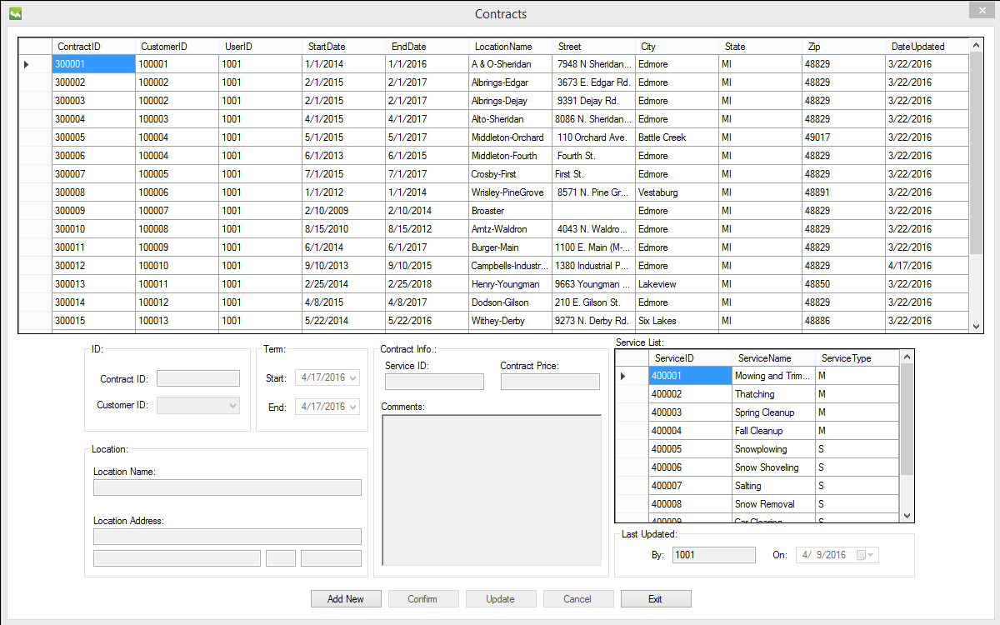 Contracts
ContractID CustomerID UserID StartDate EndDate LocationName Street City State Zip DateUpdated
300001 100001 1001 1/1/2014 1/1/2016 A & O-Sheridan 7948 N Sheridan... Edmore MI 48829 3/22/2016
300002 100002 1001 2/1/2015 2/1/2017 Albrings-Edgar 3673 E. Edgar Rd. Edmore MI 48829 3/22/2016
300003 100002 1001 2/1/2015 2/1/2017 Albrings-Dejay 9391 Dejay Rd. Edmore MI 48829 3/22/2016
300004 100003 1001 4/1/2015 4/1/2017 Alto-Sheridan 8086 N. Sheridan... Edmore MI 48829 3/22/2016
300005 100004 1001 5/1/2015 5/1/2017 Middleton-Orchard 110 Orchard Ave. Battle Creek MI 49017 3/22/2016
300006 100004 1001 6/1/2013 6/1/2015 Middleton-Fourth Fourth St. Edmore MI 48829 3/22/2016
300007 100005 1001 7/1/2015 7/1/2017 Crosby-First First St. Edmore MI 48829 3/22/2016
300008 100006 1001 1/1/2012 1/1/2014 Wrisley-PineGrove 8571 N. Pine Gr... Vestaburg MI 48891 3/22/2016
300009 100007 1001 2/10/2009 2/10/2014 Broaster Edmore MI 48829 3/22/2016
300010 100008 1001 8/15/2010 8/15/2012 Arntz-Waldron 4043 N. Waldro... Edmore MI 48829 3/22/2016
300011 100009 1001 6/1/2014 6/1/2017 Burger-Main 1100 E. Main (M-... Edmore MI 48829 3/22/2016
300012 100010 1001 9/10/2013 9/10/2015 Campbells-Industr... 1380 Industrial P... Edmore MI 48829 4/17/2016
300013 100011 1001 2/25/2014 2/25/2018 Henry-Youngman 9663 Youngman ... Lakeview MI 48850 3/22/2016
300014 100012 1001 4/8/2015 4/8/2017 Dodson-Gilson 210 E. Gilson St. Edmore MI 48829 3/22/2016
300015 100013 1001 5/22/2014 5/22/2016 Withey-Derby 9273 N. Derby Rd. Six Lakes MI 48886 3/22/2016
ID:
Contract ID:
Customer ID:
Term:
Start: 4/17/2016
End: 4/17/2016
Location:
Location Name:
Location Address:
Contract Info.:
Service ID: Contract Price:
Comments:
Service List:
ServiceID ServiceName ServiceType
400001 Mowing and Trim... M
400002 Thatching M
400003 Spring Cleanup M
400004 Fall Cleanup M
400005 Snowplowing S
400006 Snow Shoveling S
400007 Salting S
400008 Snow Removal S
400009 Car Clearing S
Last Updated:
By: 1001 On: 4/ 9/2016
Add New Confirm Update Cancel Exit